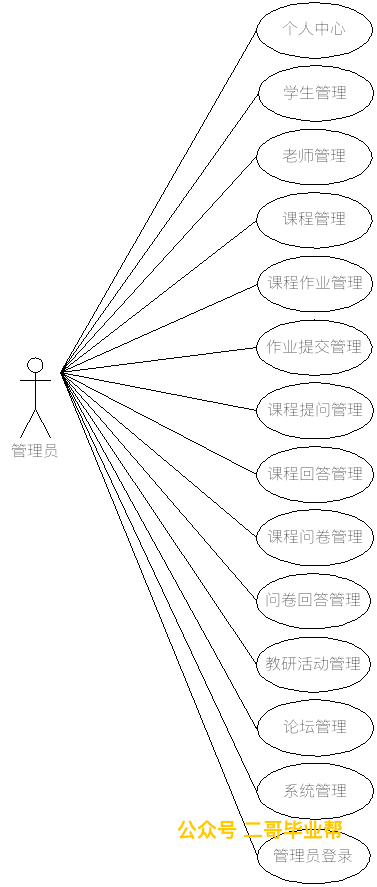 个人中心
学生管理
老师管理
课程管理
课程作业管理
作业提交管理
课程提问管理
管理员
课程回答管理
课程问卷管理
问卷回答管理
教研活动管理
论坛管理
系统管理
公众号 二哥毕业帮
管理员登录